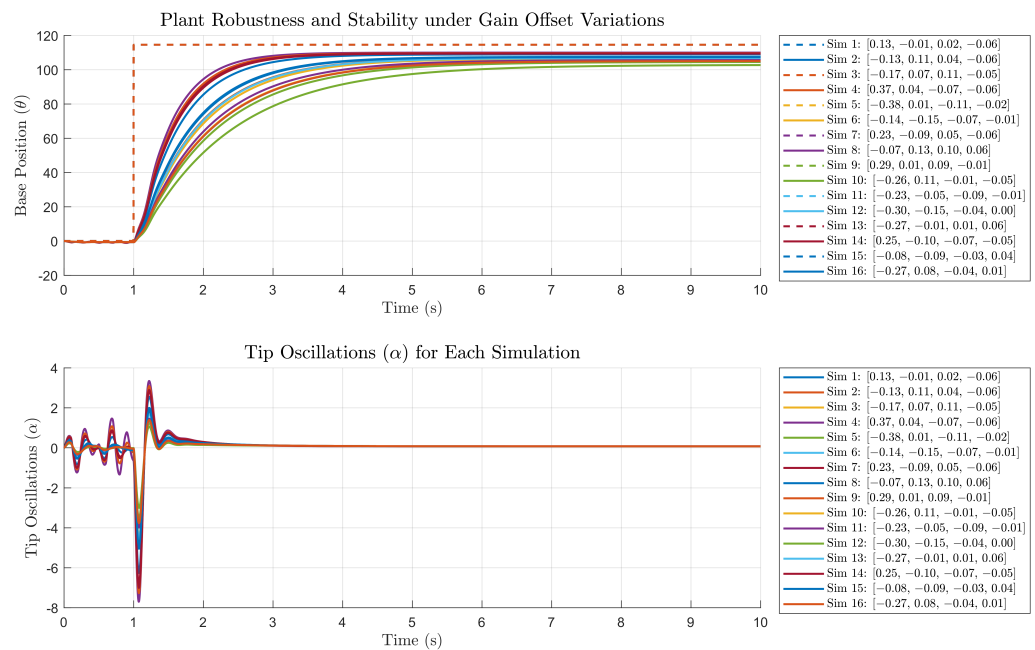 Plant Robustness and Stability under Gain Offset Variations
Base Position (θ)
120
100
80
60
40
20
0
-20
0 1 2 3 4 5 6 7 8 9 10
Time (s)
Sim 1: [0.13, −0.01, 0.02, −0.06]
Sim 2: [−0.13, 0.11, 0.04, −0.06]
Sim 3: [−0.17, 0.07, 0.11, −0.05]
Sim 4: [0.37, 0.04, −0.07, −0.06]
Sim 5: [−0.38, 0.01, −0.11, −0.02]
Sim 6: [−0.14, −0.15, −0.07, −0.01]
Sim 7: [0.23, −0.09, 0.05, −0.06]
Sim 8: [−0.07, 0.13, 0.10, 0.06]
Sim 9: [0.29, 0.01, 0.09, −0.01]
Sim 10: [−0.26, 0.11, −0.01, −0.05]
Sim 11: [−0.23, −0.05, −0.09, −0.01]
Sim 12: [−0.30, −0.15, −0.04, 0.00]
Sim 13: [−0.27, −0.01, 0.01, 0.06]
Sim 14: [0.25, −0.10, −0.07, −0.05]
Sim 15: [−0.08, −0.09, −0.03, 0.04]
Sim 16: [−0.27, 0.08, −0.04, 0.01]
Tip Oscillations (α) for Each Simulation
Tip Oscillations (α)
4
2
0
-2
-4
-6
-8
0 1 2 3 4 5 6 7 8 9 10
Time (s)
Sim 1: [0.13, −0.01, 0.02, −0.06]
Sim 2: [−0.13, 0.11, 0.04, −0.06]
Sim 3: [−0.17, 0.07, 0.11, −0.05]
Sim 4: [0.37, 0.04, −0.07, −0.06]
Sim 5: [−0.38, 0.01, −0.11, −0.02]
Sim 6: [−0.14, −0.15, −0.07, −0.01]
Sim 7: [0.23, −0.09, 0.05, −0.06]
Sim 8: [−0.07, 0.13, 0.10, 0.06]
Sim 9: [0.29, 0.01, 0.09, −0.01]
Sim 10: [−0.26, 0.11, −0.01, −0.05]
Sim 11: [−0.23, −0.05, −0.09, −0.01]
Sim 12: [−0.30, −0.15, −0.04, 0.00]
Sim 13: [−0.27, −0.01, 0.01, 0.06]
Sim 14: [0.25, −0.10, −0.07, −0.05]
Sim 15: [−0.08, −0.09, −0.03, 0.04]
Sim 16: [−0.27, 0.08, −0.04, 0.01]